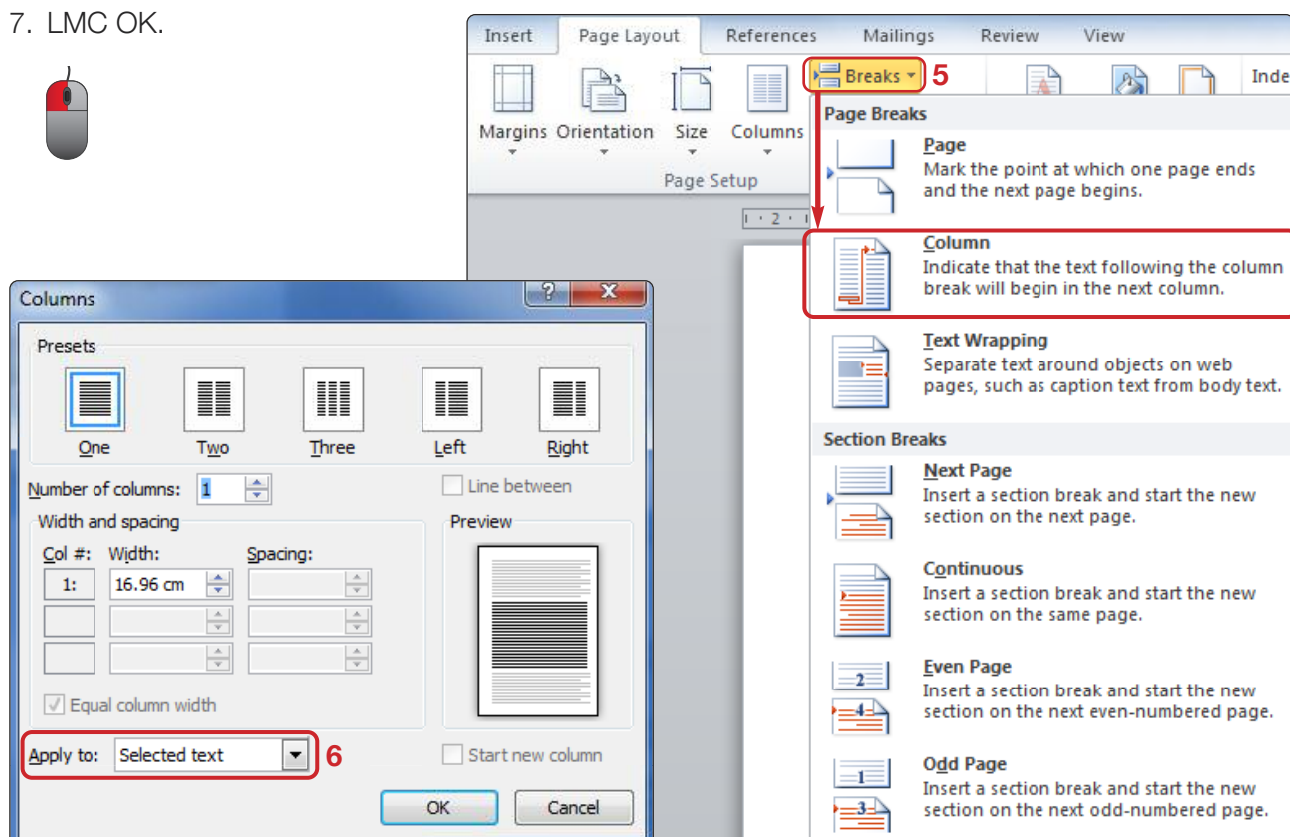 7. LMC OK.
Insert Page Layout References Mailings Review View
Breaks 5
Margins Orientation Size Columns
Page Setup
2
Page Breaks
Page
Mark the point at which one page ends
and the next page begins.
Column
Indicate that the text following the column
break will begin in the next column.
Text Wrapping
Separate text around objects on web
pages, such as caption text from body text.
Section Breaks
Next Page
Insert a section break and start the new
section on the next page.
Continuous
Insert a section break and start the new
section on the same page.
Even Page
2
4
Insert a section break and start the new
section on the next even-numbered page.
Odd Page
1
3
Insert a section break and start the new
section on the next odd-numbered page.
Columns ? X
Presets
One Two Three Left Right
Number of columns: 1 Line between
Width and spacing Preview
Col #: Width: Spacing:
1: 16.96 cm
Equal column width
Apply to: Selected text 6 Start new column
OK Cancel